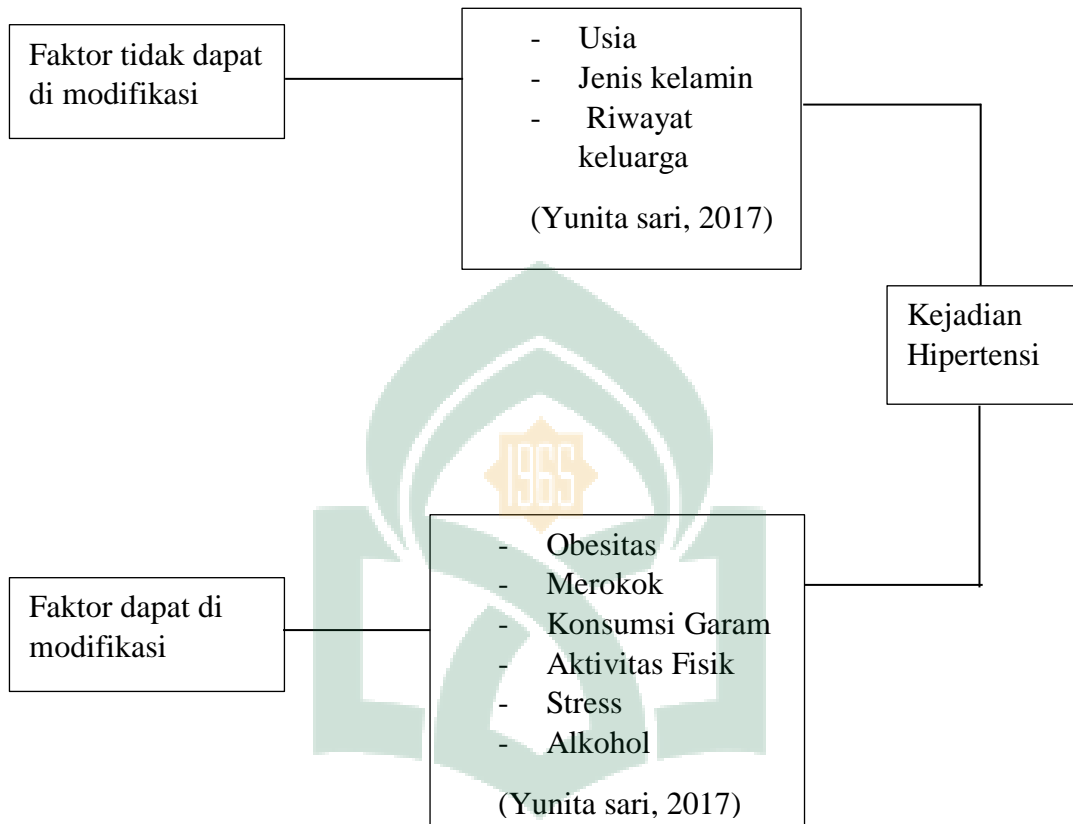 Faktor tidak dapat
di modifikasi
- Usia
- Jenis kelamin
- Riwayat
keluarga
(Yunita sari, 2017)
Kejadian
Hipertensi
1965
Faktor dapat di
modifikasi
- Obesitas
- Merokok
- Konsumsi Garam
- Aktivitas Fisik
- Stress
- Alkohol
(Yunita sari, 2017)